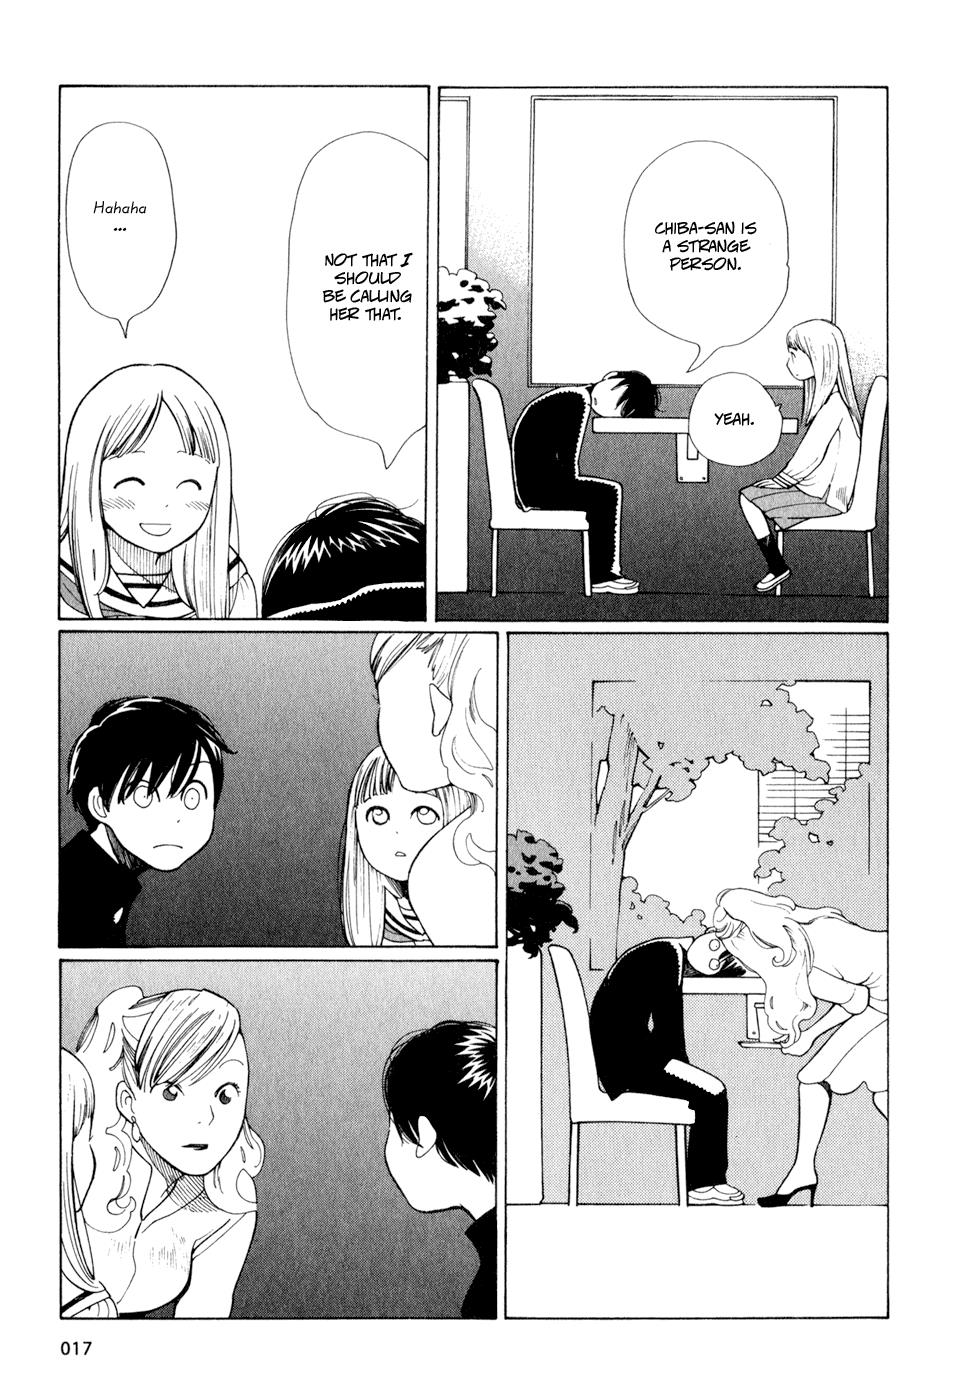 CHIBA-SAN IS
A STRANGE
PERSON.
YEAH.
NOT THAT I
SHOULD
BE CALLING
HER THAT.
Hahaha
...
017